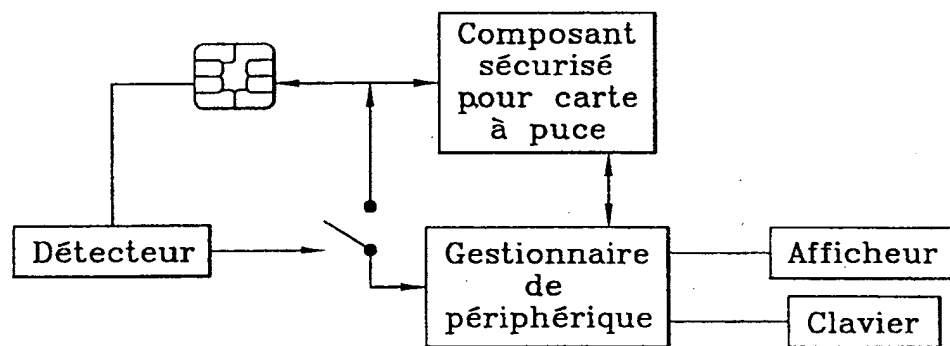 Composant
sécurisé
pour carte
à puce
Détecteur
Gestionnaire
de
périphérique
Afficheur
Clavier